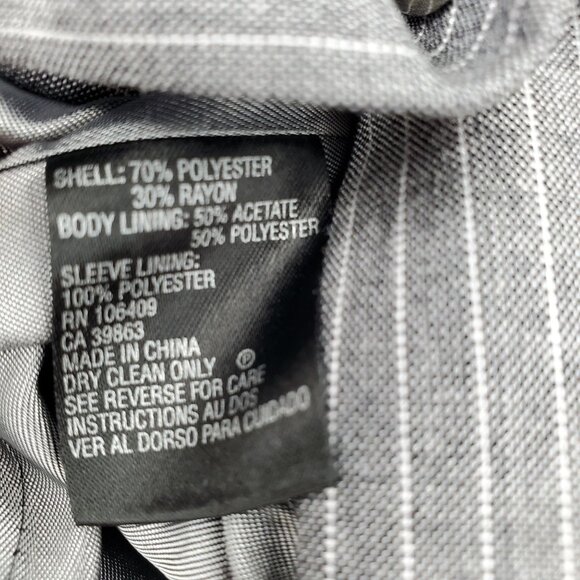 SHELL: 70% POLYESTER
30% RAYON
BODY LINING: 50% ACETATE
50% POLYESTER
SLEEVE LINING:
100% POLYESTER
RN 106409
CA 39863
MADE IN CHINA
DRY CLEAN ONLY Ⓟ
SEE REVERSE FOR CARE
INSTRUCTIONS AU DOS
VER AL DORSO PARA CUIDADO